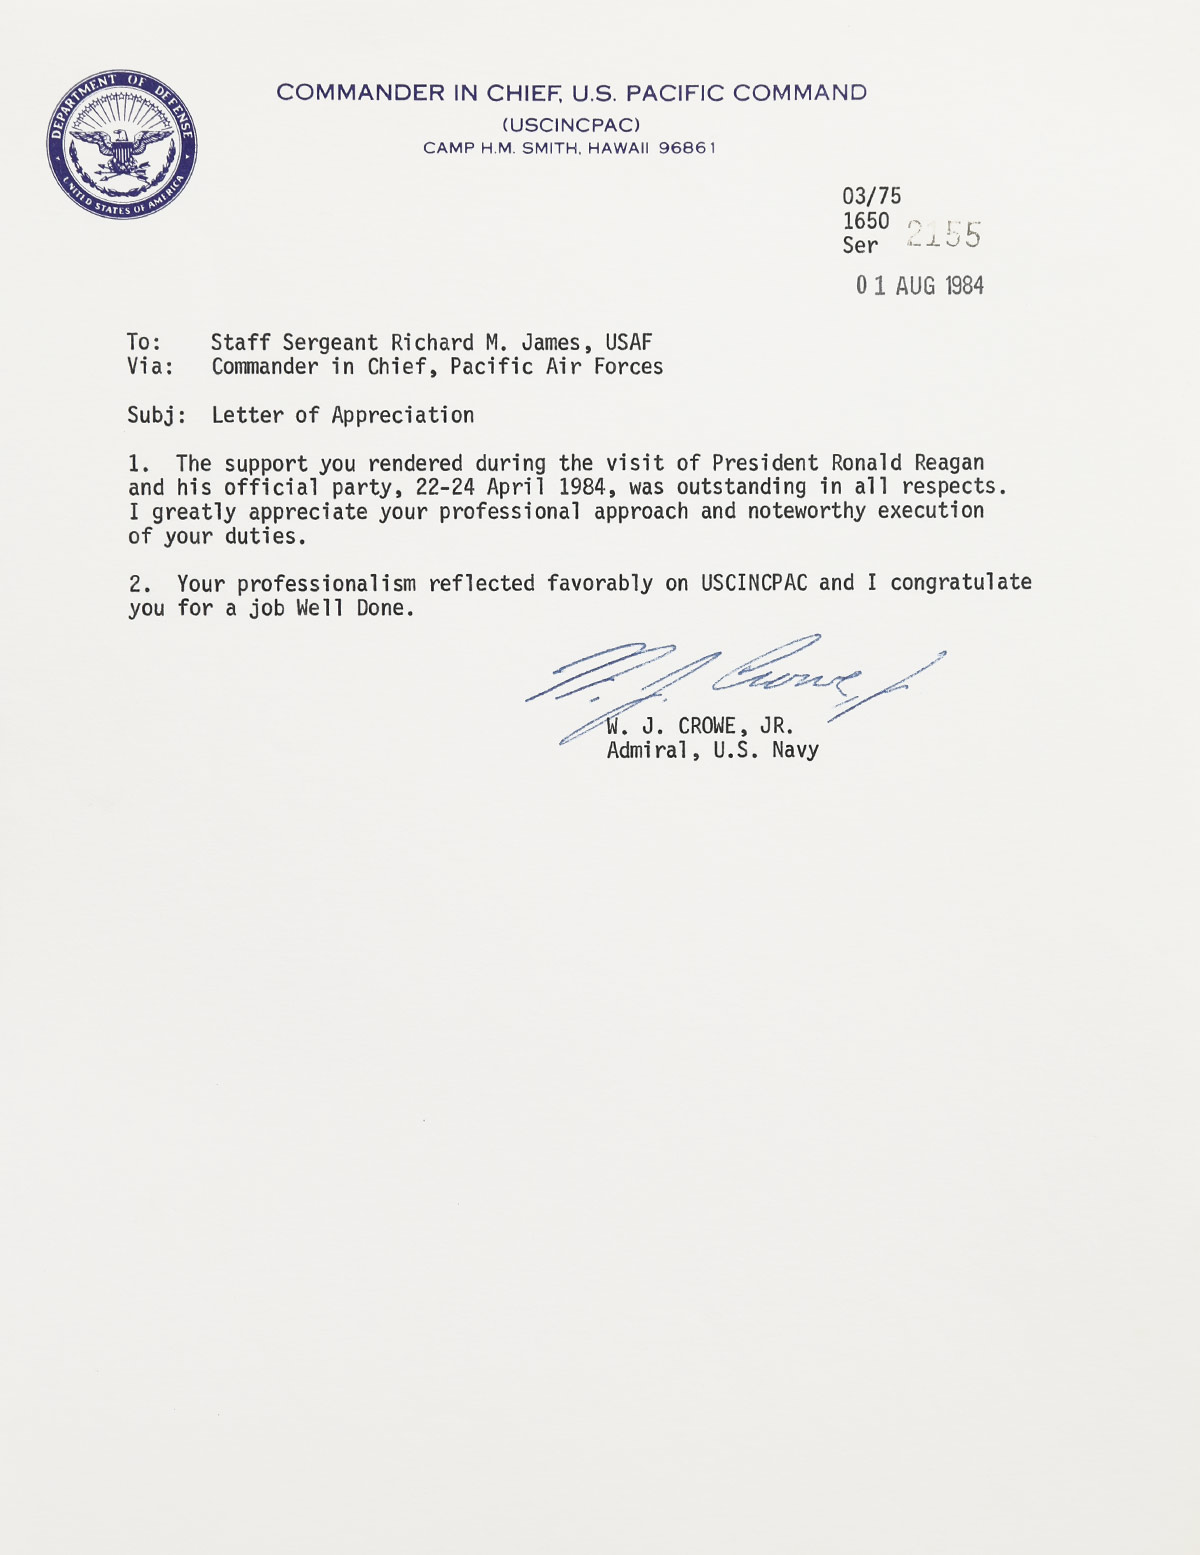 DEPARTMENT OF DEFENSE
UNITED STATES OF AMERICA
COMMANDER IN CHIEF, U.S. PACIFIC COMMAND
(USCINCPAC)
CAMP H.M. SMITH, HAWAII 96861
03/75
1650
Ser 2155
01 AUG 1984
To: Staff Sergeant Richard M. James, USAF
Via: Commander in Chief, Pacific Air Forces
Subj: Letter of Appreciation
1. The support you rendered during the visit of President Ronald Reagan
and his official party, 22-24 April 1984, was outstanding in all respects.
I greatly appreciate your professional approach and noteworthy execution
of your duties.
2. Your professionalism reflected favorably on USCINCPAC and I congratulate
you for a job Well Done.
W. J. Crowe, Jr.
W. J. CROWE, JR.
Admiral, U.S. Navy